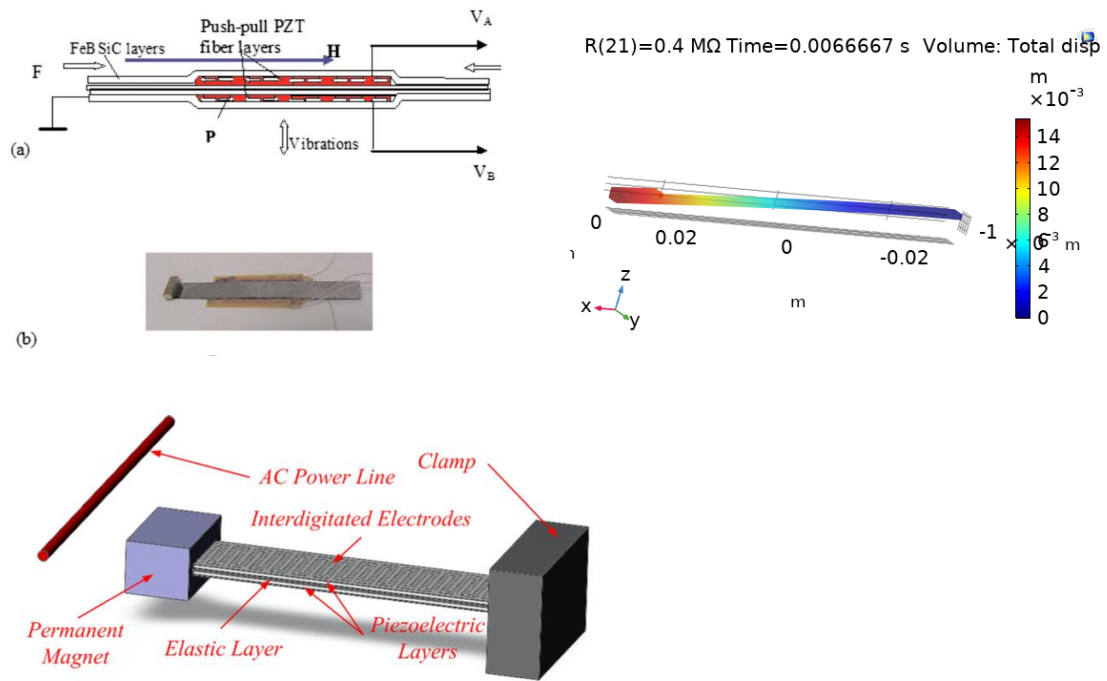 Push-pull PZT
fiber layers
FeBSiC layers
H
V_A
F
P
Vibrations
V_B
(a)
(b)
R(21)=0.4 MΩ Time=0.0066667 s Volume: Total disp
m
×10⁻³
14
12
10
8
6
4
2
0
0
0.02
0
-0.02
-1
× 10⁻³ m
m
z
x
y
AC Power Line
Clamp
Interdigitated Electrodes
Permanent
Magnet
Elastic Layer
Piezoelectric
Layers